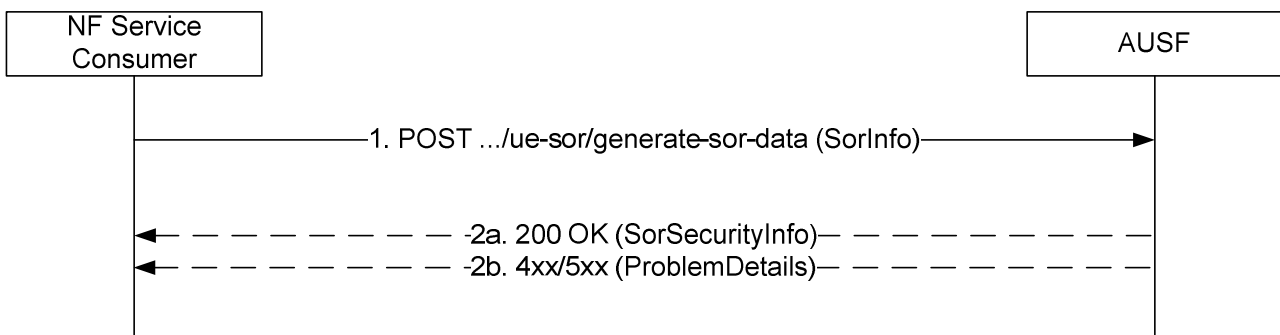 NF Service
Consumer
AUSF
1. POST .../ue-sor/generate-sor-data (SorInfo)
2a. 200 OK (SorSecurityInfo)
2b. 4xx/5xx (ProblemDetails)